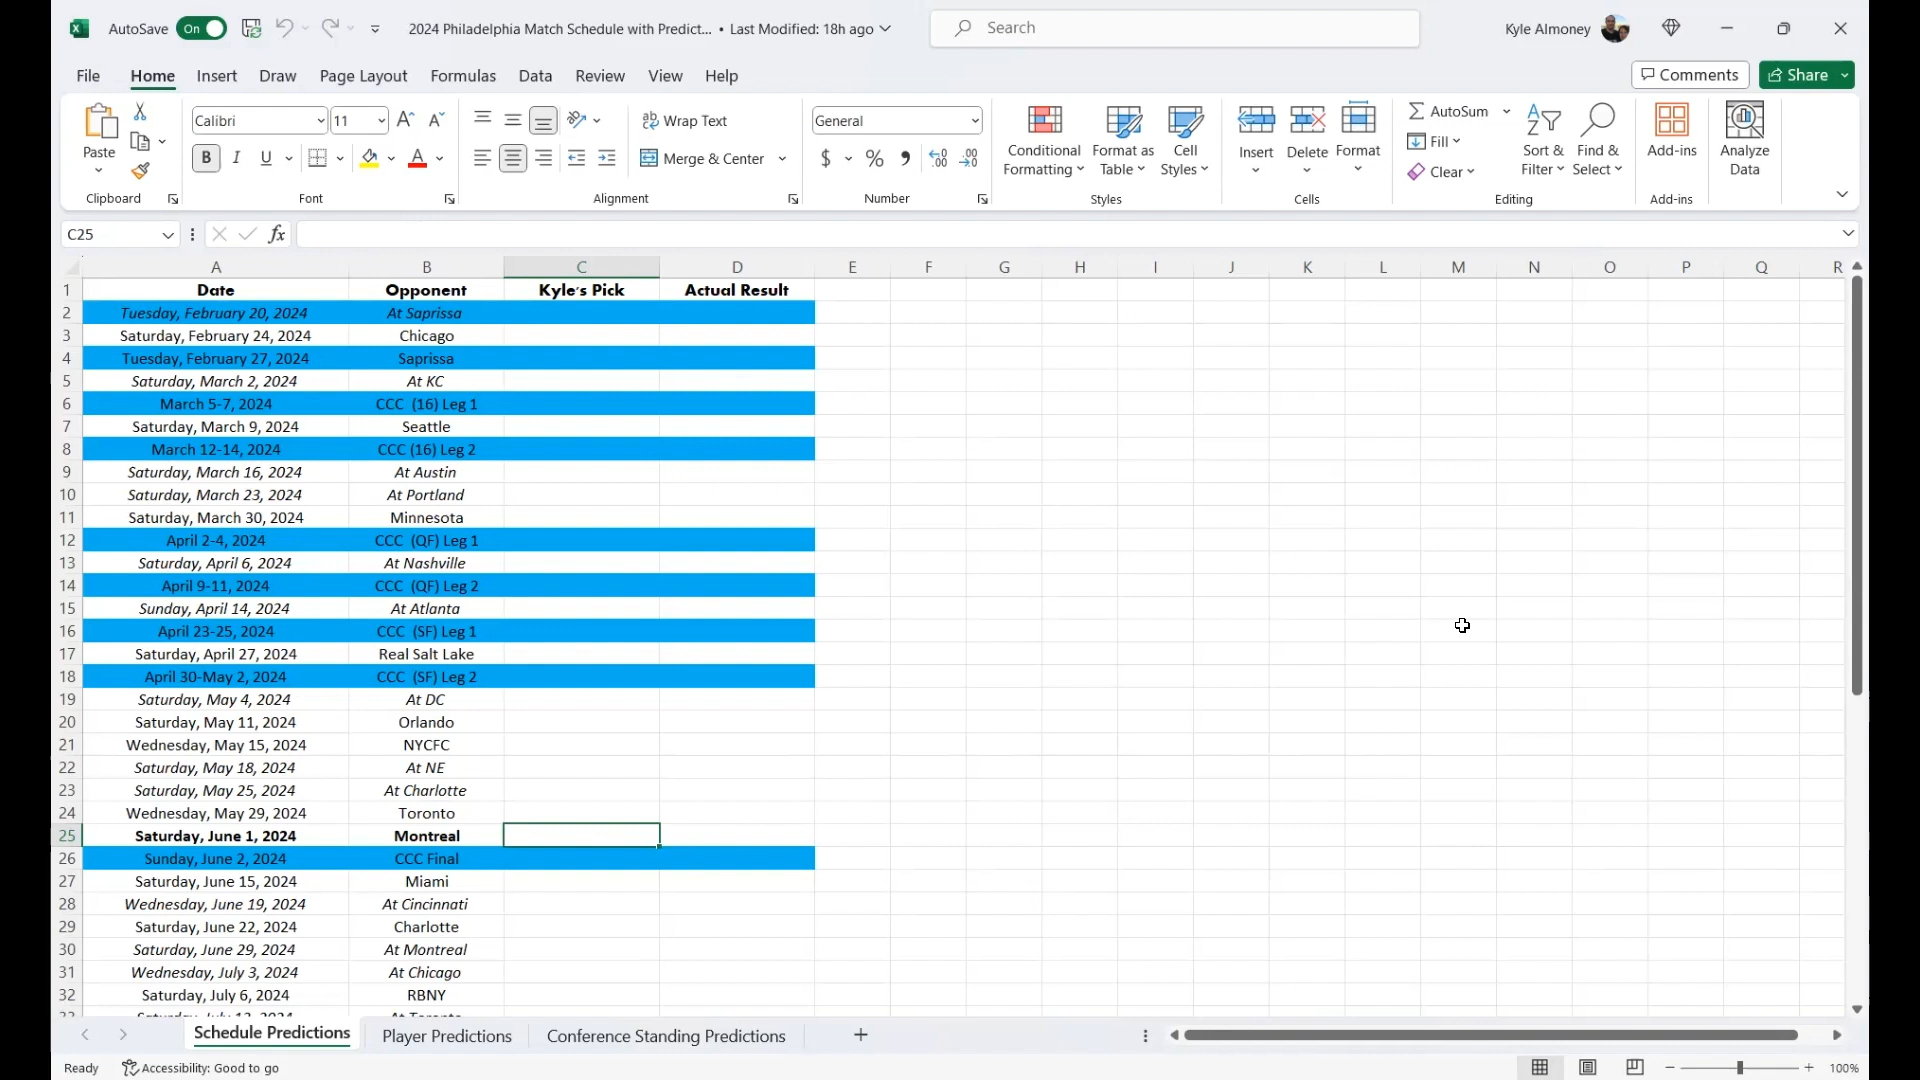 AutoSave On 2024 Philadelphia Match Schedule with Predict... • Last Modified: 18h ago Search Kyle Almoney
File Home Insert Draw Page Layout Formulas Data Review View Help Comments Share
Calibri 11 Wrap Text General AutoSum
Paste B I U Merge & Center $ % Conditional Formatting Format as Table Cell Styles Insert Delete Format Fill Clear Sort & Filter Find & Select Add-ins Analyze Data
Clipboard Font Alignment Number Styles Cells Editing Add-ins
C25 fx
A B C D E F G H I J K L M N O P Q R
1 Date Opponent Kyle's Pick Actual Result
2 Tuesday, February 20, 2024 At Saprissa
3 Saturday, February 24, 2024 Chicago
4 Tuesday, February 27, 2024 Saprissa
5 Saturday, March 2, 2024 At KC
6 March 5-7, 2024 CCC (16) Leg 1
7 Saturday, March 9, 2024 Seattle
8 March 12-14, 2024 CCC (16) Leg 2
9 Saturday, March 16, 2024 At Austin
10 Saturday, March 23, 2024 At Portland
11 Saturday, March 30, 2024 Minnesota
12 April 2-4, 2024 CCC (QF) Leg 1
13 Saturday, April 6, 2024 At Nashville
14 April 9-11, 2024 CCC (QF) Leg 2
15 Sunday, April 14, 2024 At Atlanta
16 April 23-25, 2024 CCC (SF) Leg 1
17 Saturday, April 27, 2024 Real Salt Lake
18 April 30-May 2, 2024 CCC (SF) Leg 2
19 Saturday, May 4, 2024 At DC
20 Saturday, May 11, 2024 Orlando
21 Wednesday, May 15, 2024 NYCFC
22 Saturday, May 18, 2024 At NE
23 Saturday, May 25, 2024 At Charlotte
24 Wednesday, May 29, 2024 Toronto
25 Saturday, June 1, 2024 Montreal
26 Sunday, June 2, 2024 CCC Final
27 Saturday, June 15, 2024 Miami
28 Wednesday, June 19, 2024 At Cincinnati
29 Saturday, June 22, 2024 Charlotte
30 Saturday, June 29, 2024 At Montreal
31 Wednesday, July 3, 2024 At Chicago
32 Saturday, July 6, 2024 RBNY
Schedule Predictions Player Predictions Conference Standing Predictions
Ready Accessibility: Good to go 100%